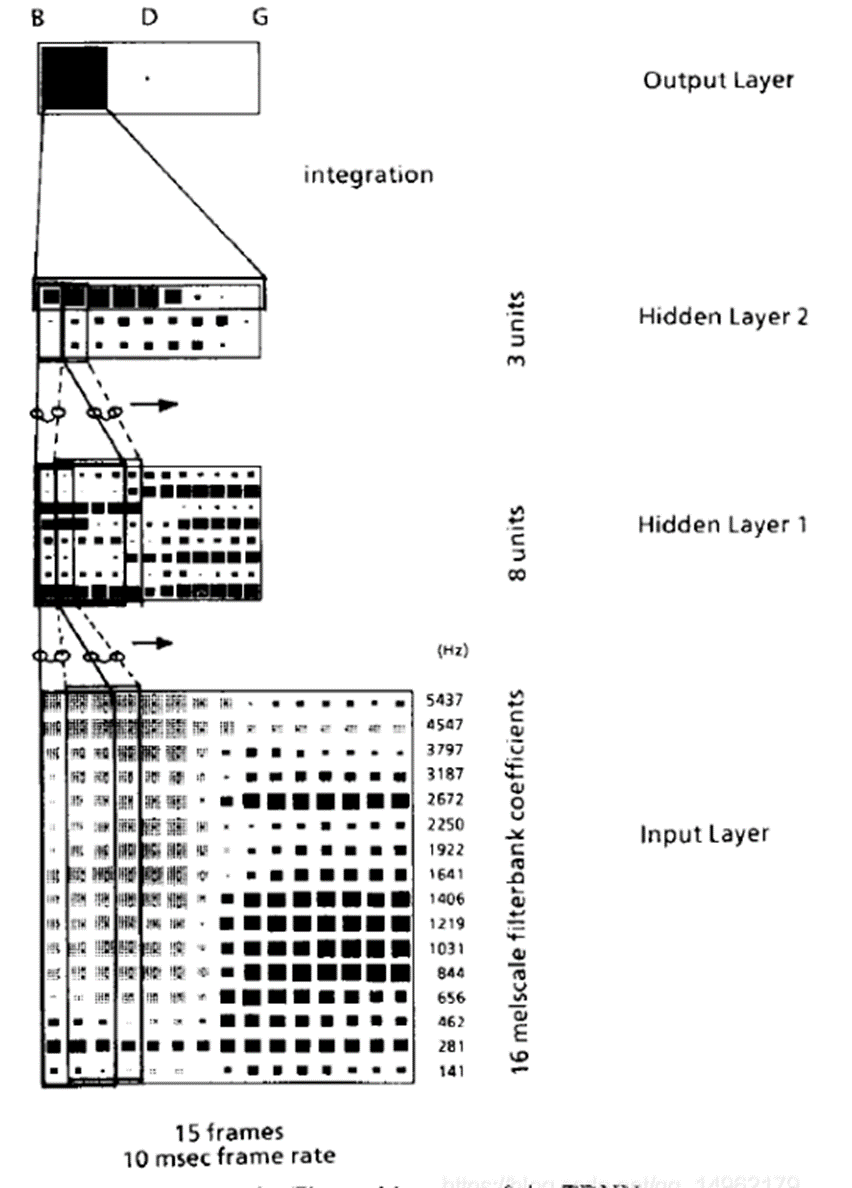 B D G
Output Layer
integration
3 units
Hidden Layer 2
8 units
Hidden Layer 1
(Hz)
5437
4547
3797
3187
2672
2250
1922
1641
1406
1219
1031
844
656
462
281
141
16 melscale filterbank coefficients
Input Layer
15 frames
10 msec frame rate